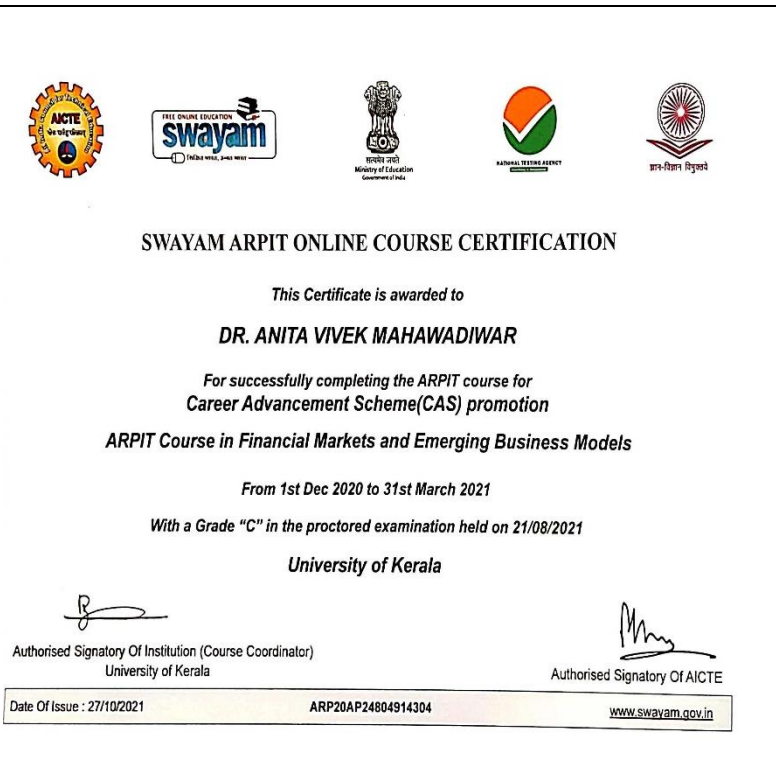 AICTE
FREE ONLINE EDUCATION
swayam
शिक्षित भारत, उन्नत भारत
सत्यमेव जयते
Ministry of Education
Government of India
NATIONAL TESTING AGENCY
ज्ञान-विज्ञान विमुक्तये
SWAYAM ARPIT ONLINE COURSE CERTIFICATION
This Certificate is awarded to
DR. ANITA VIVEK MAHAWADIWAR
For successfully completing the ARPIT course for
Career Advancement Scheme(CAS) promotion
ARPIT Course in Financial Markets and Emerging Business Models
From 1st Dec 2020 to 31st March 2021
With a Grade “C” in the proctored examination held on 21/08/2021
University of Kerala
Authorised Signatory Of Institution (Course Coordinator)
University of Kerala
Authorised Signatory Of AICTE
Date Of Issue : 27/10/2021 ARP20AP24804914304 www.swayam.gov.in